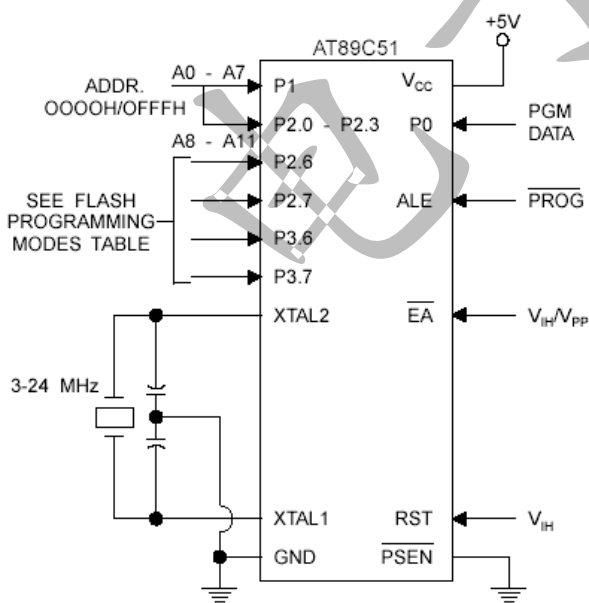 +5V
AT89C51
A0 - A7
ADDR.
OOOOH/OFFFH
P1
VCC
P2.0 - P2.3
P0
PGM
DATA
A8 - A11
P2.6
SEE FLASH
PROGRAMMING
MODES TABLE
P2.7
ALE
PROG
P3.6
P3.7
XTAL2
EA
VIH/VPP
3-24 MHz
XTAL1
RST
VIH
GND
PSEN